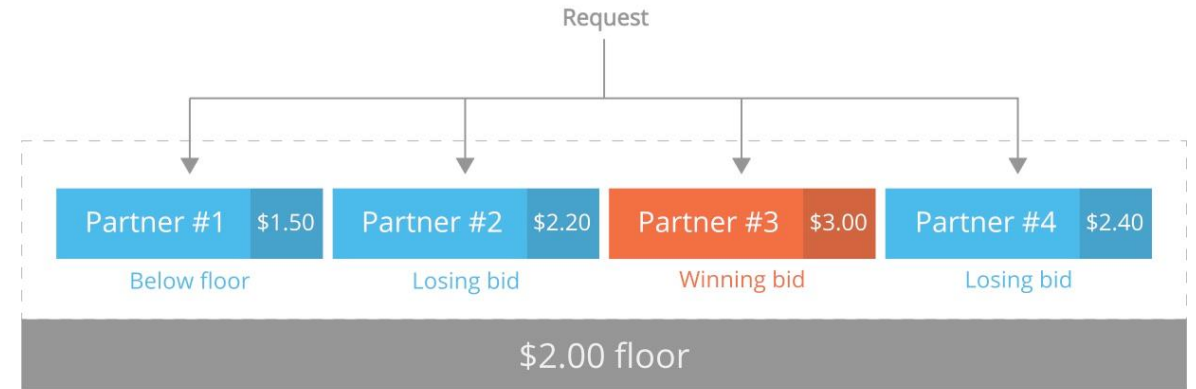 Request
Partner #1 $1.50 Partner #2 $2.20 Partner #3 $3.00 Partner #4 $2.40
Below floor Losing bid Winning bid Losing bid
$2.00 floor